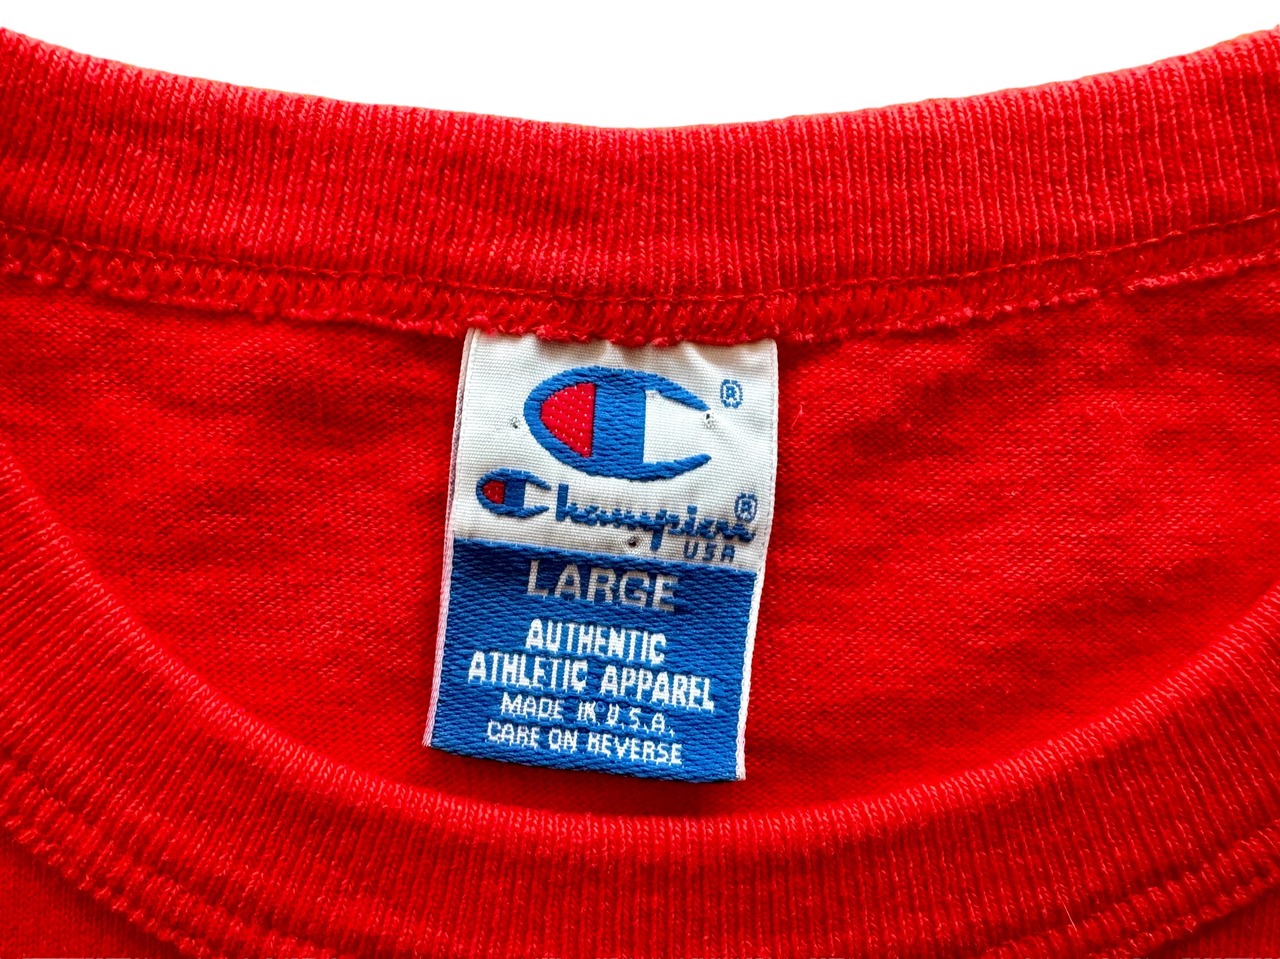 ®
Champion®
USA
LARGE
AUTHENTIC
ATHLETIC APPAREL
MADE IN U.S.A.
CARE ON REVERSE